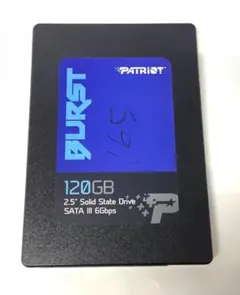 PATRIOT
BURST
120GB
2.5" Solid State Drive
SATA III 6Gbps